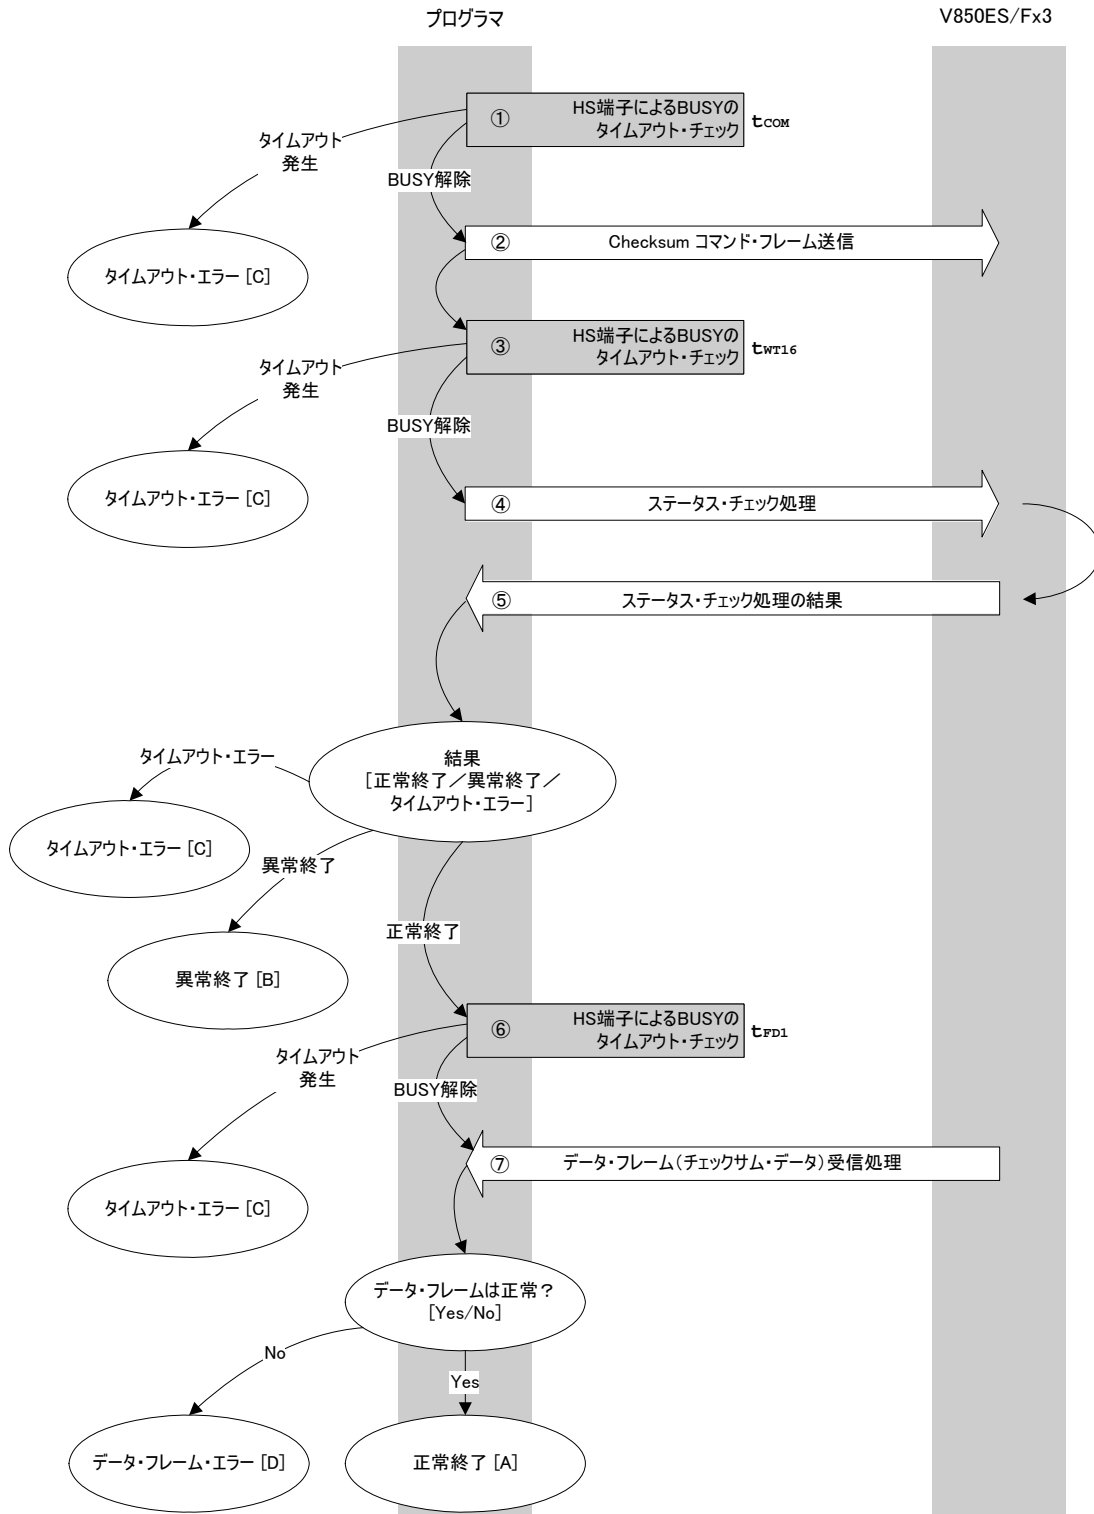 プログラマ
V850ES/Fx3
① HS端子によるBUSYの
タイムアウト・チェック
tCOM
タイムアウト
発生
BUSY解除
② Checksum コマンド・フレーム送信
タイムアウト・エラー [C]
③ HS端子によるBUSYの
タイムアウト・チェック
tWT16
タイムアウト
発生
BUSY解除
タイムアウト・エラー [C]
④ ステータス・チェック処理
⑤ ステータス・チェック処理の結果
結果
[正常終了／異常終了／
タイムアウト・エラー]
タイムアウト・エラー
タイムアウト・エラー [C]
異常終了
正常終了
異常終了 [B]
⑥ HS端子によるBUSYの
タイムアウト・チェック
tFD1
タイムアウト
発生
BUSY解除
⑦ データ・フレーム（チェックサム・データ）受信処理
タイムアウト・エラー [C]
データ・フレームは正常？
[Yes/No]
No
Yes
データ・フレーム・エラー [D]
正常終了 [A]